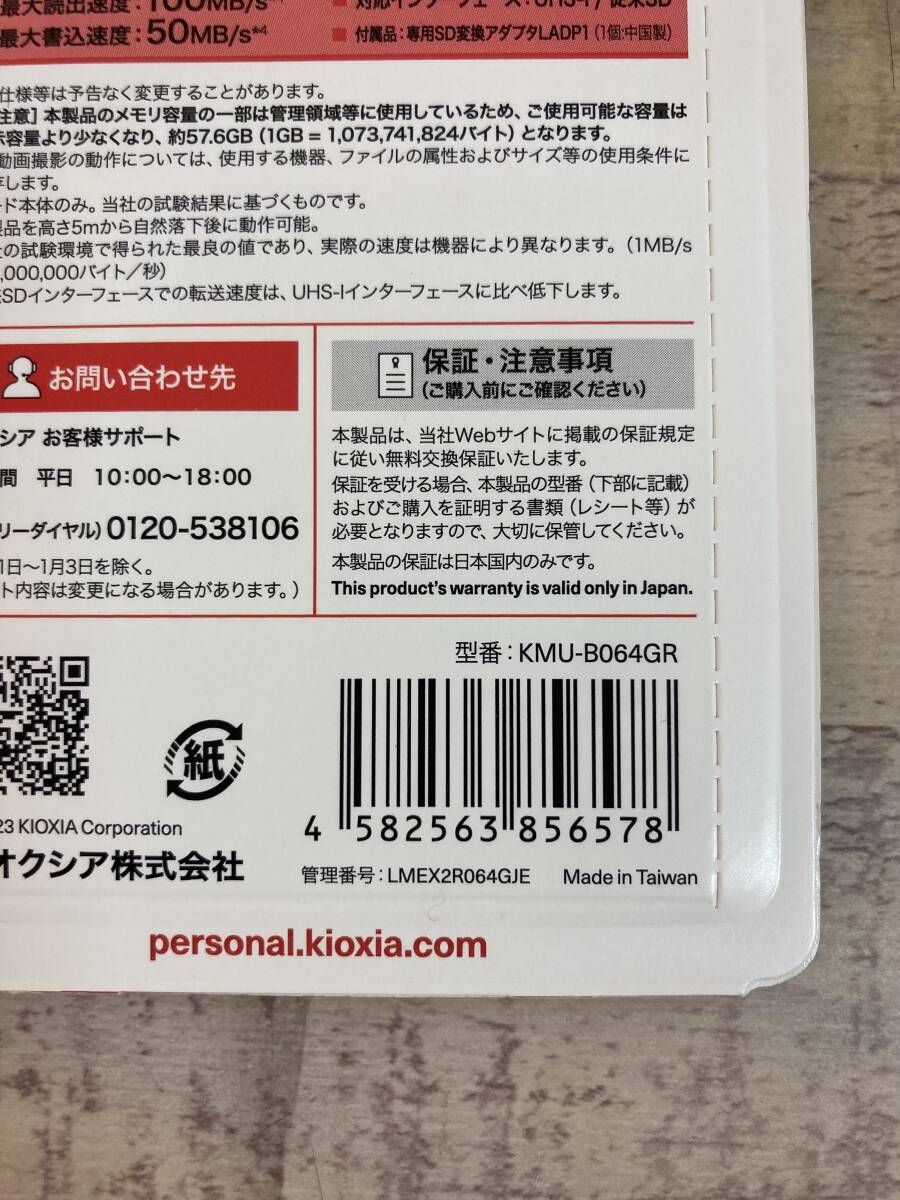 最大読出速度：100MB/s*4
最大書込速度：50MB/s*4
■ 対応インターフェース：UHS-I / 従来SD
■ 付属品：専用SD変換アダプタLADP1（1個:中国製）
仕様等は予告なく変更することがあります。
注意］本製品のメモリ容量の一部は管理領域等に使用しているため、ご使用可能な容量は
示容量より少なくなり、約57.6GB（1GB = 1,073,741,824バイト）となります。
動画撮影の動作については、使用する機器、ファイルの属性およびサイズ等の使用条件に
存します。
ード本体のみ。当社の試験結果に基づくものです。
製品を高さ5mから自然落下後に動作可能。
社の試験環境で得られた最良の値であり、実際の速度は機器により異なります。（1MB/s
,000,000バイト／秒）
SDインターフェースでの転送速度は、UHS-Iインターフェースに比べ低下します。
お問い合わせ先
シア お客様サポート
間 平日 10:00〜18:00
リーダイヤル）0120-538106
1日〜1月3日を除く。
ト内容は変更になる場合があります。）
保証・注意事項
（ご購入前にご確認ください）
本製品は、当社Webサイトに掲載の保証規定
に従い無料交換保証いたします。
保証を受ける場合、本製品の型番（下部に記載）
およびご購入を証明する書類（レシート等）が
必要となりますので、大切に保管してください。
本製品の保証は日本国内のみです。
This product's warranty is valid only in Japan.
型番：KMU-B064GR
紙
4 582563 856578
23 KIOXIA Corporation
オクシア株式会社
管理番号：LMEX2R064GJE Made in Taiwan
personal.kioxia.com